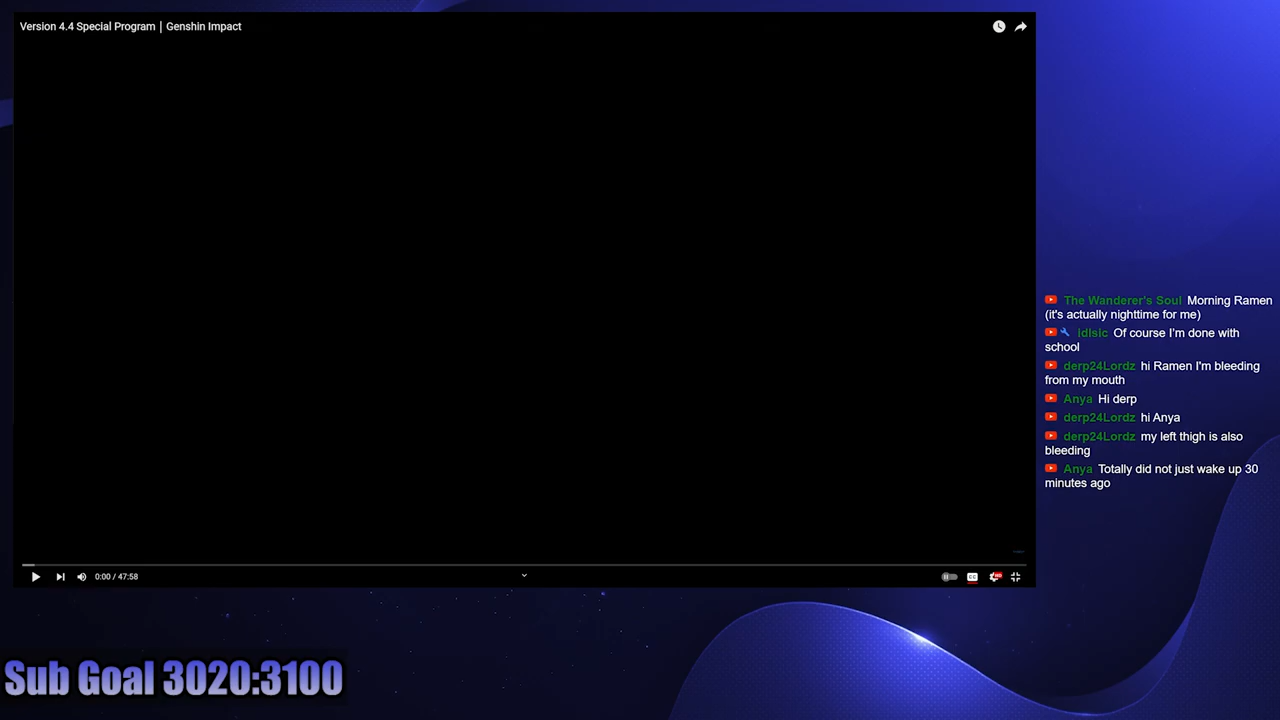 Version 4.4 Special Program | Genshin Impact
The Wanderer's Soul Morning Ramen
(it's actually nighttime for me)
idlsic Of course I'm done with
school
derp24Lordz hi Ramen I'm bleeding
from my mouth
Anya Hi derp
derp24Lordz hi Anya
derp24Lordz my left thigh is also
bleeding
Anya Totally did not just wake up 30
minutes ago
0:00 / 47:58
CC
HD
Sub Goal 3020:3100